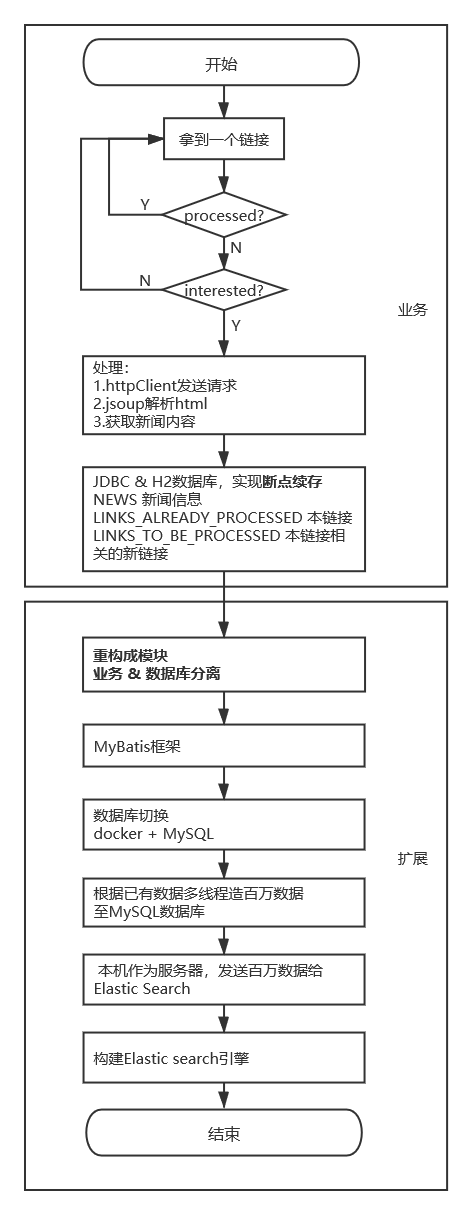 开始
拿到一个链接
Y
processed?
N
N
interested?
Y
业务
处理：
1.httpClient发送请求
2.jsoup解析html
3.获取新闻内容
JDBC & H2数据库，实现断点续存
NEWS 新闻信息
LINKS_ALREADY_PROCESSED 本链接
LINKS_TO_BE_PROCESSED 本链接相
关的新链接
重构成模块
业务 & 数据库分离
MyBatis框架
数据库切换
docker + MySQL
扩展
根据已有数据多线程造百万数据
至MySQL数据库
本机作为服务器，发送百万数据给
Elastic Search
构建Elastic search引擎
结束